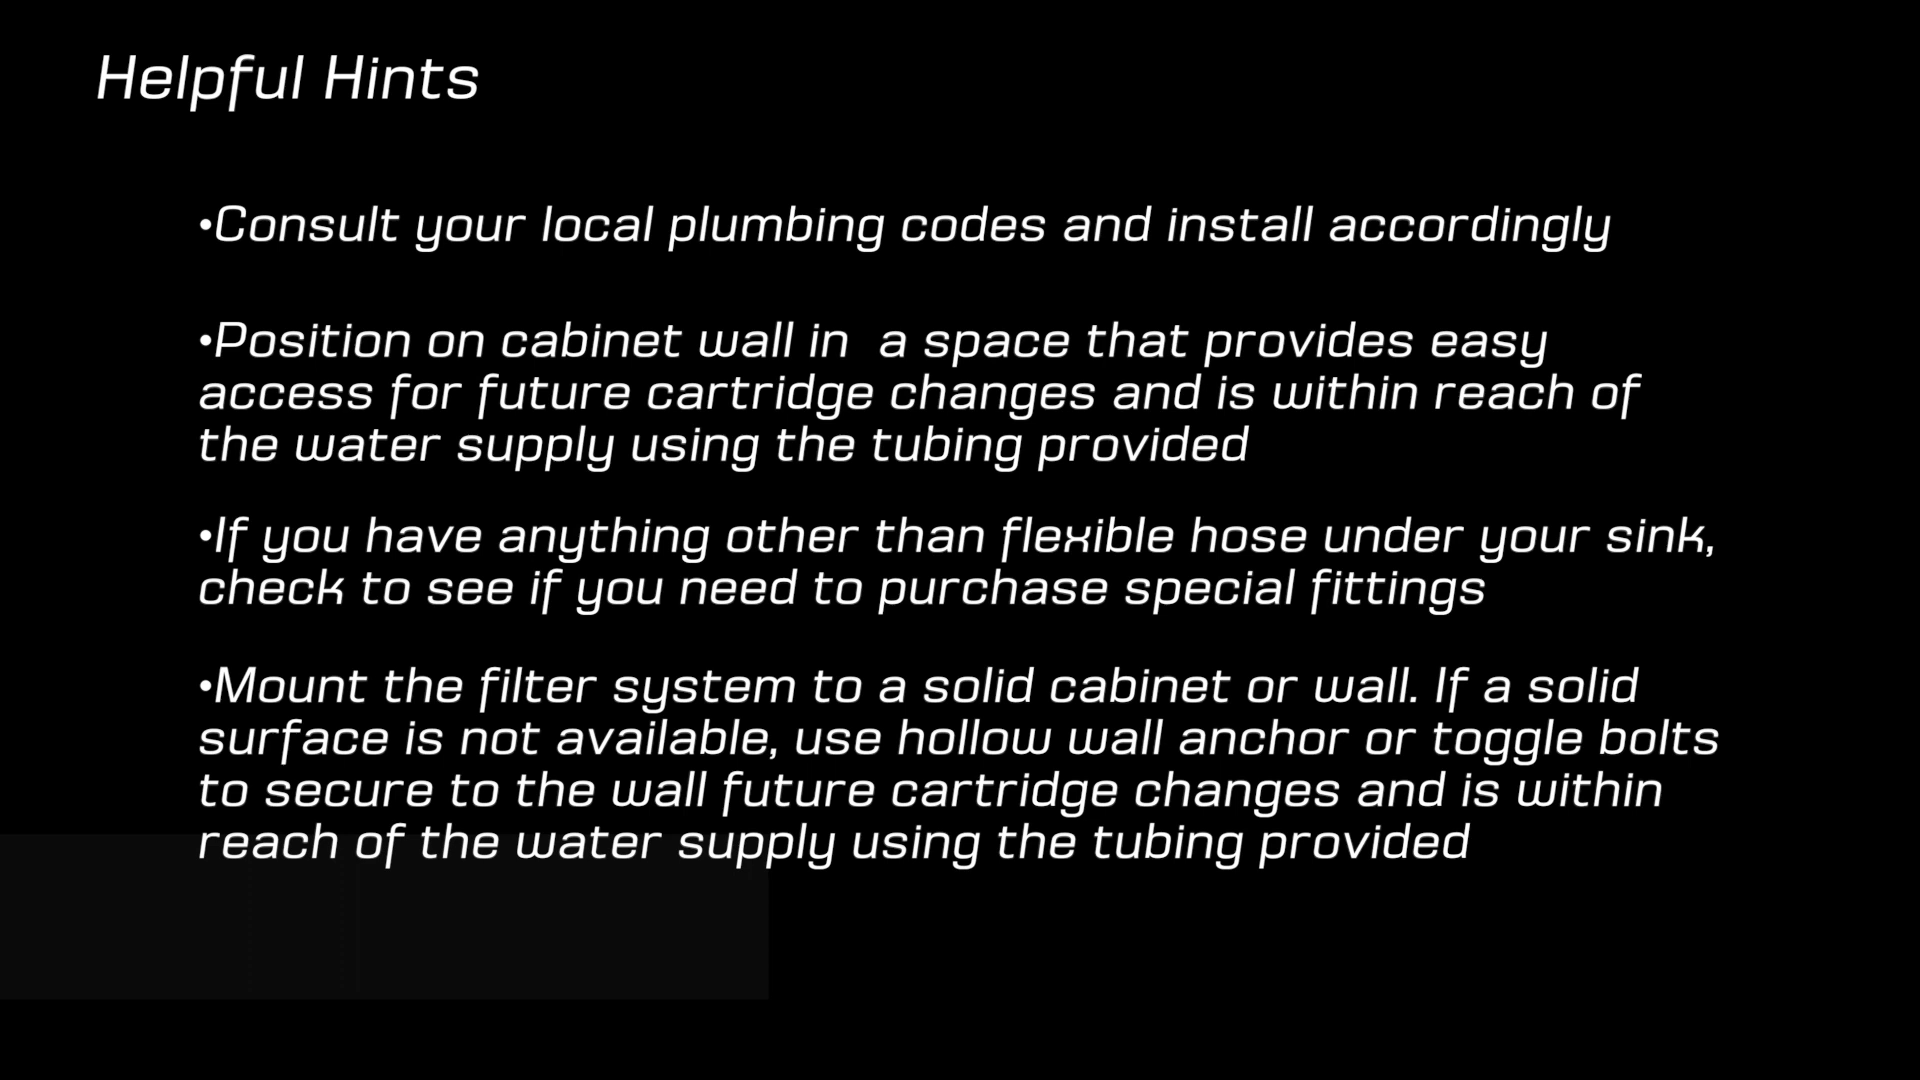 Helpful Hints
•Consult your local plumbing codes and install accordingly
•Position on cabinet wall in  a space that provides easy
access for future cartridge changes and is within reach of
the water supply using the tubing provided
•If you have anything other than flexible hose under your sink,
check to see if you need to purchase special fittings
•Mount the filter system to a solid cabinet or wall. If a solid
surface is not available, use hollow wall anchor or toggle bolts
to secure to the wall future cartridge changes and is within
reach of the water supply using the tubing provided